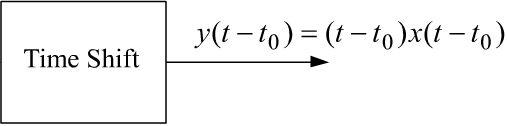 Time Shift
y(t − t₀) = (t − t₀)x(t − t₀)